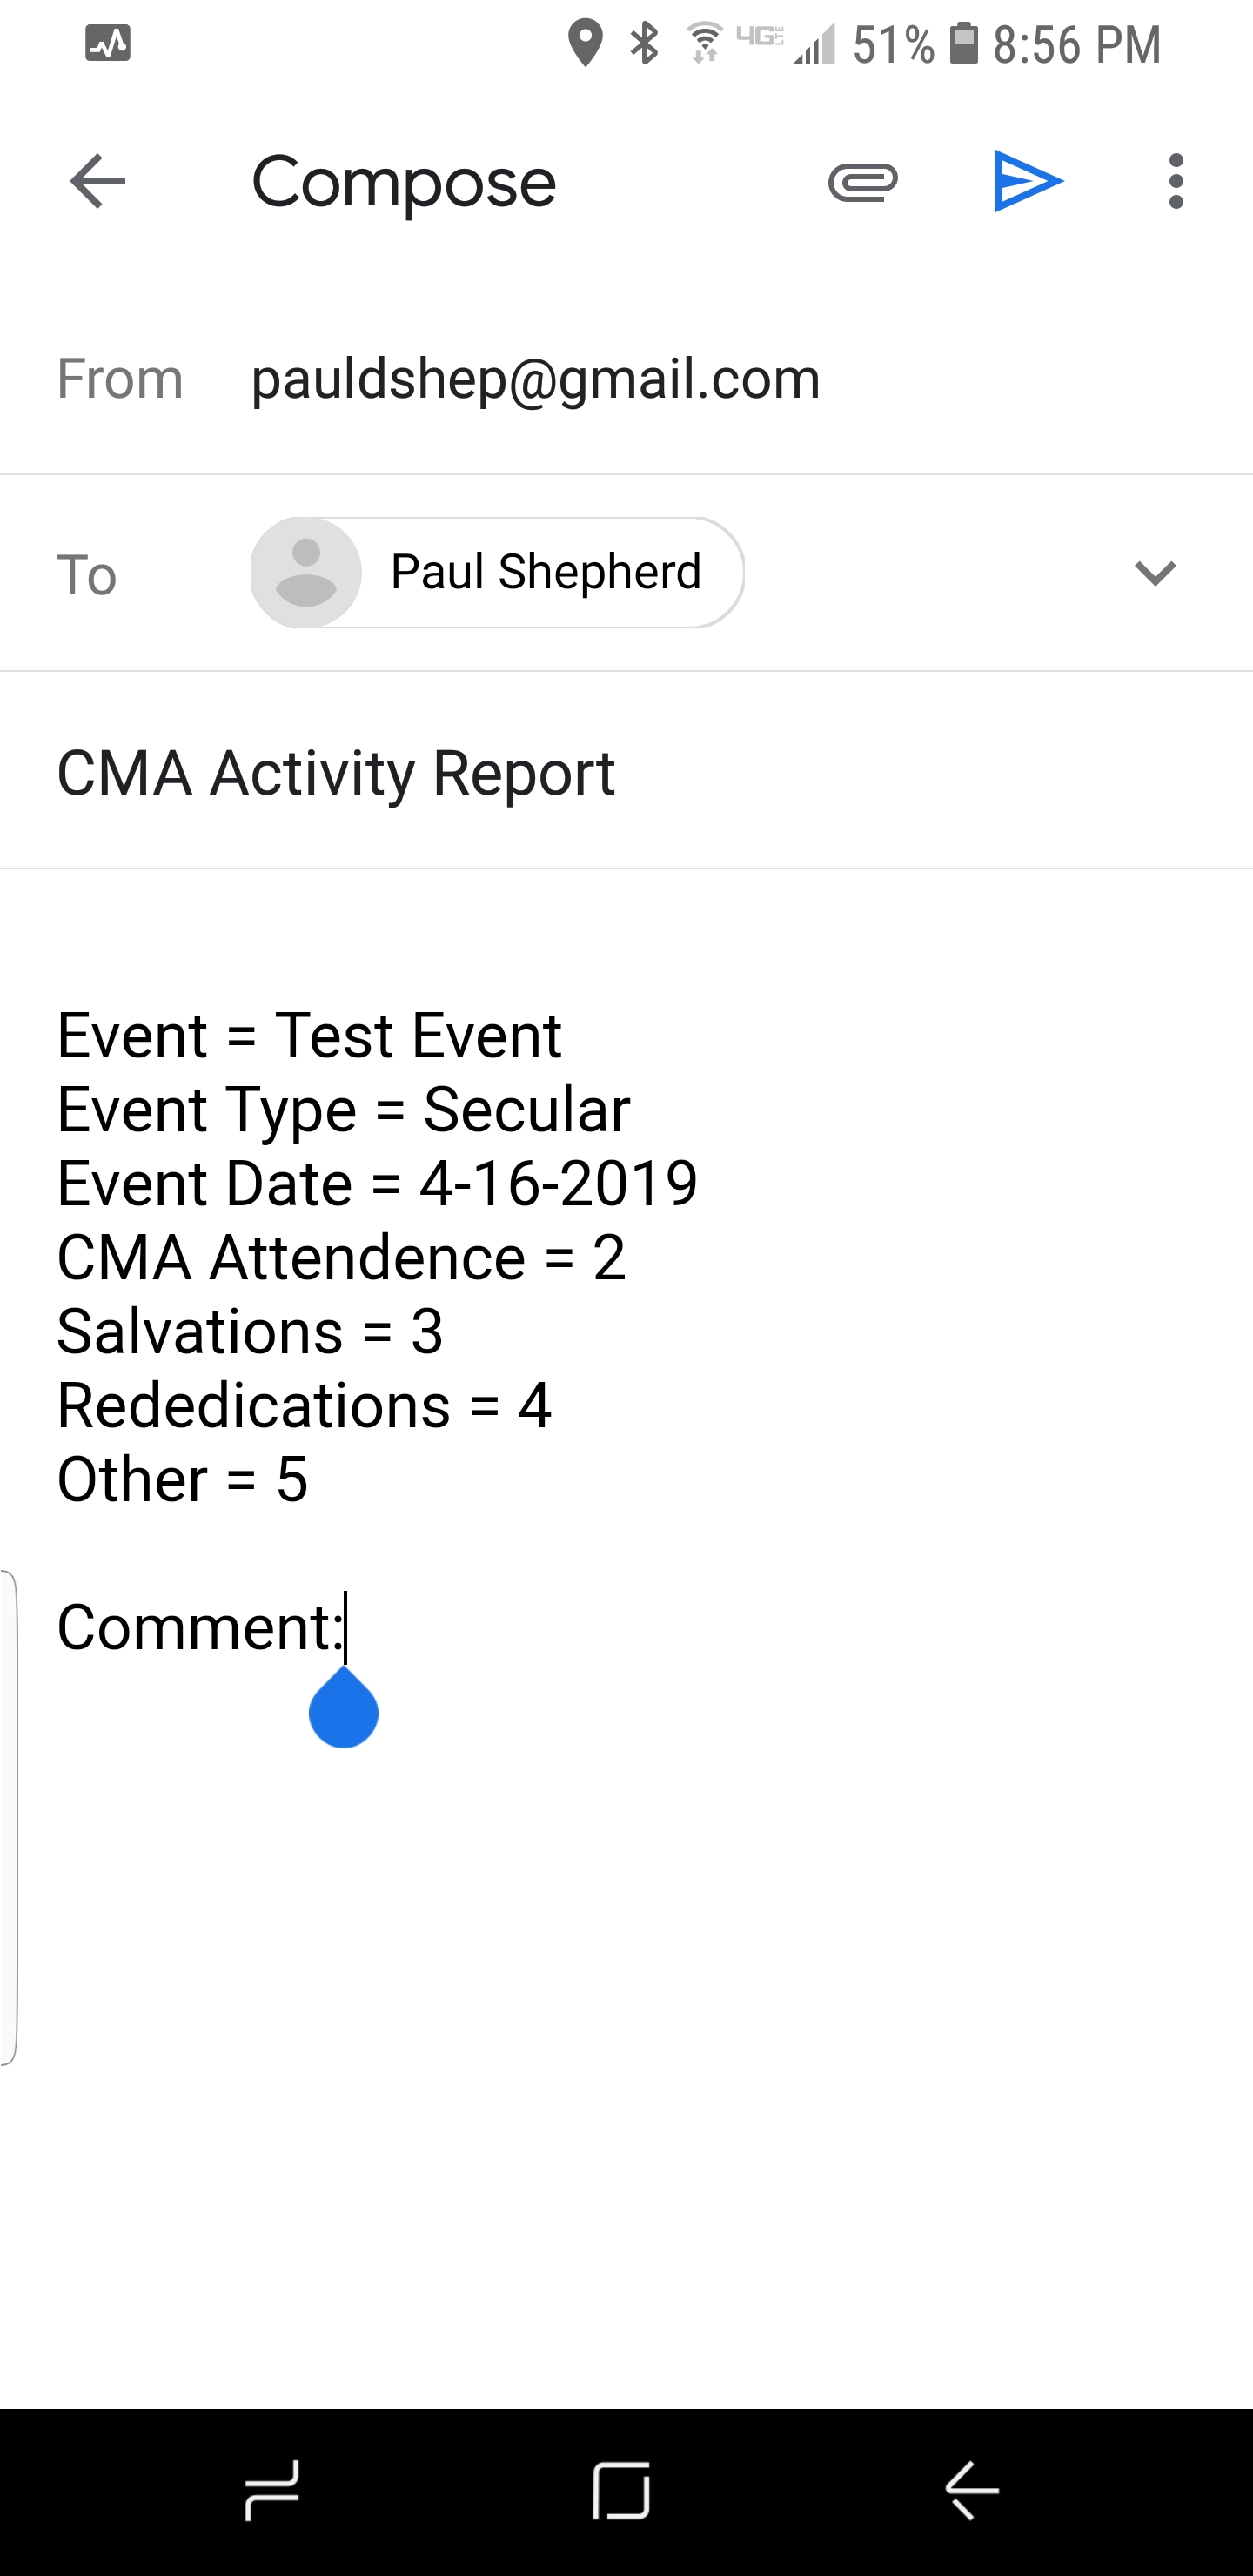 4G LTE 51% 8:56 PM
Compose
From pauldshep@gmail.com
To Paul Shepherd
CMA Activity Report
Event = Test Event
Event Type = Secular
Event Date = 4-16-2019
CMA Attendence = 2
Salvations = 3
Rededications = 4
Other = 5
Comment: